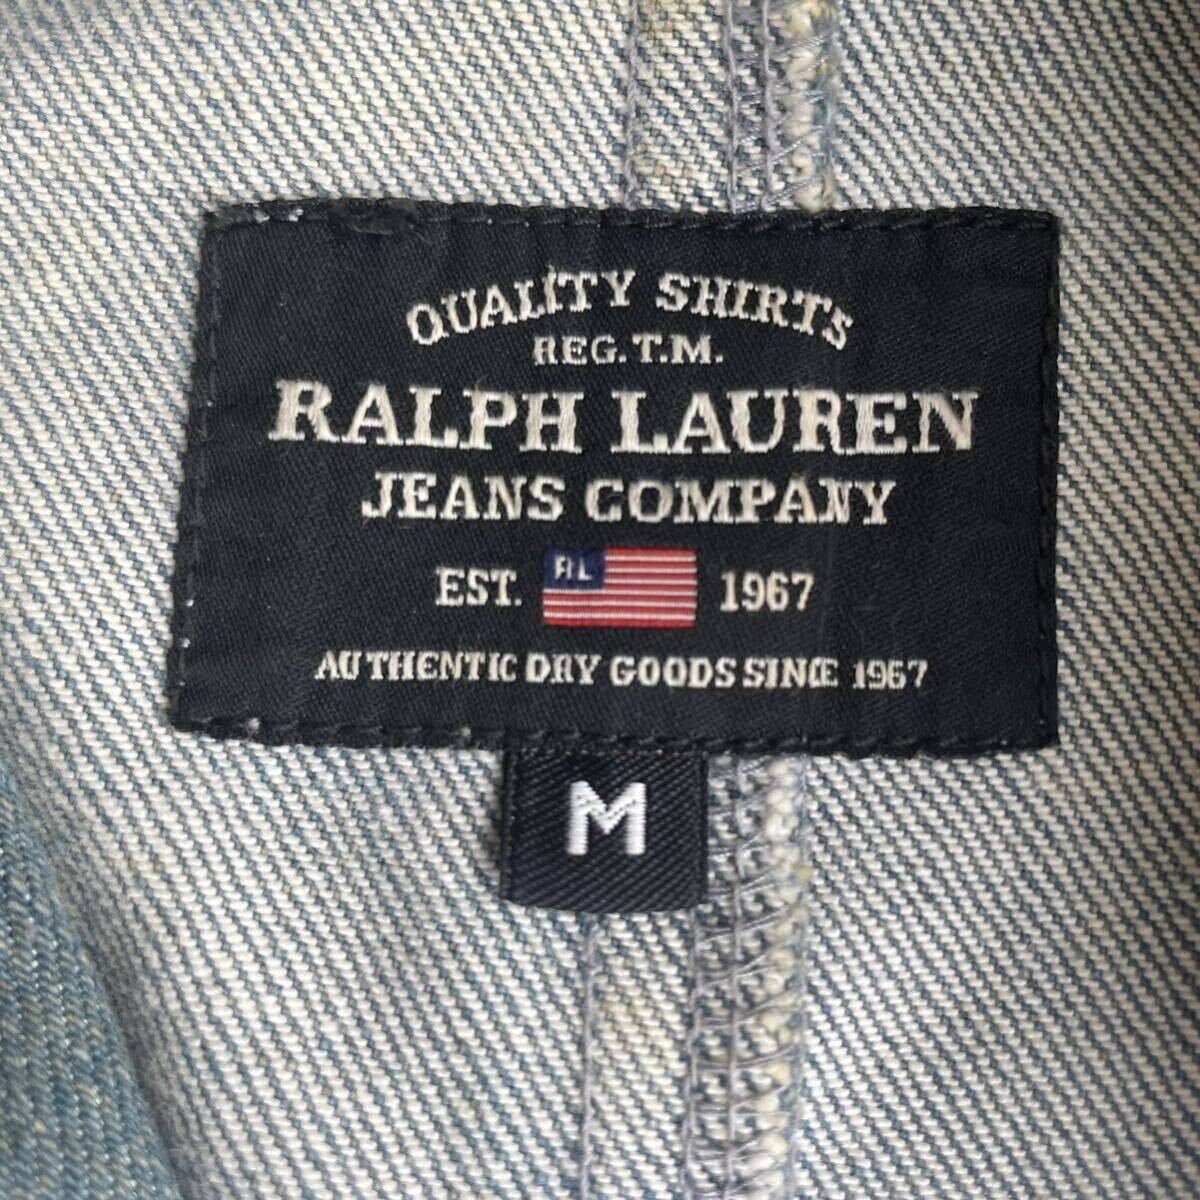 QUALITY SHIRTS
REG. T.M.
RALPH LAUREN
JEANS COMPANY
EST. RL 1967
AUTHENTIC DRY GOODS SINCE 1967
M